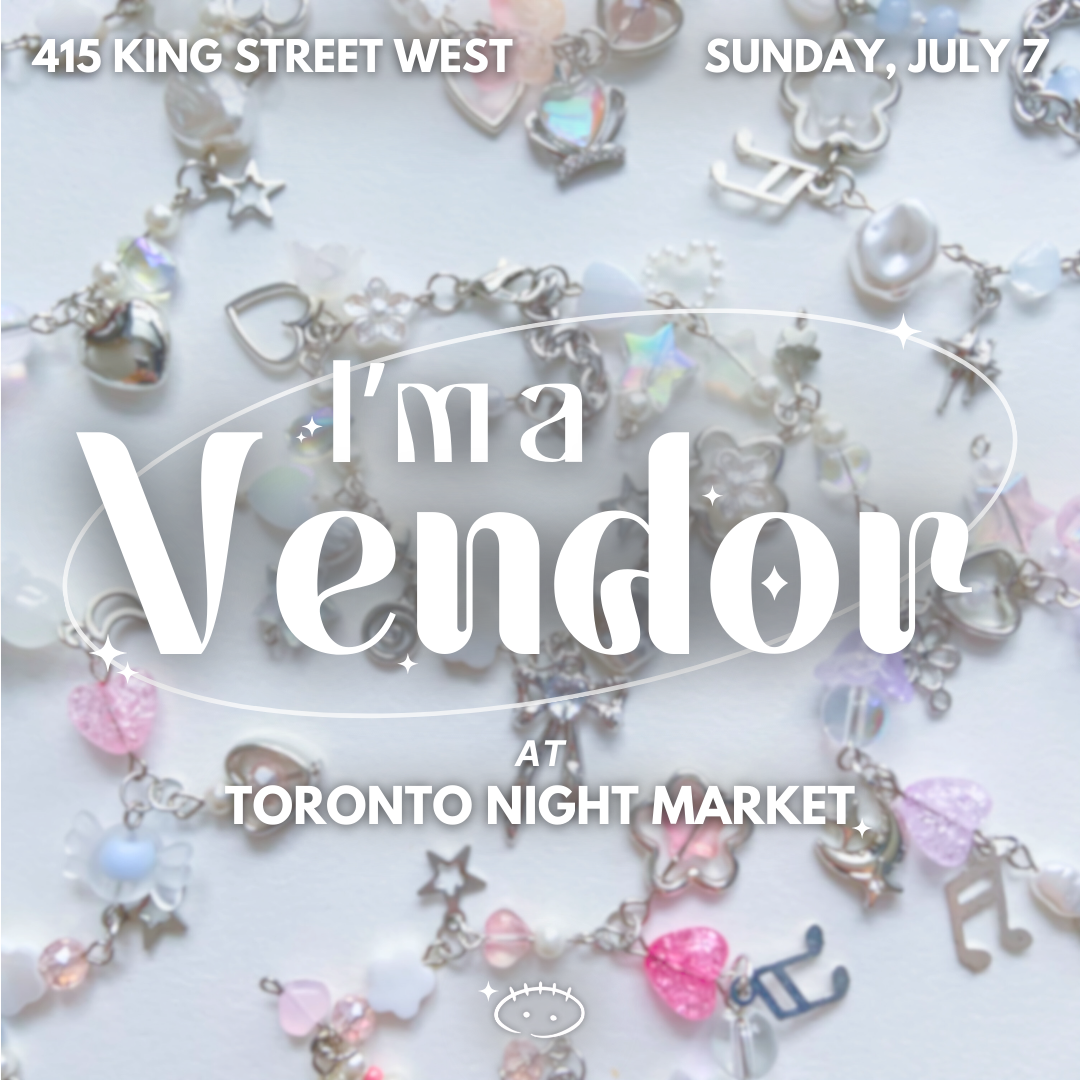 415 KING STREET WEST
SUNDAY, JULY 7
I'm a
Vendor
AT
TORONTO NIGHT MARKET